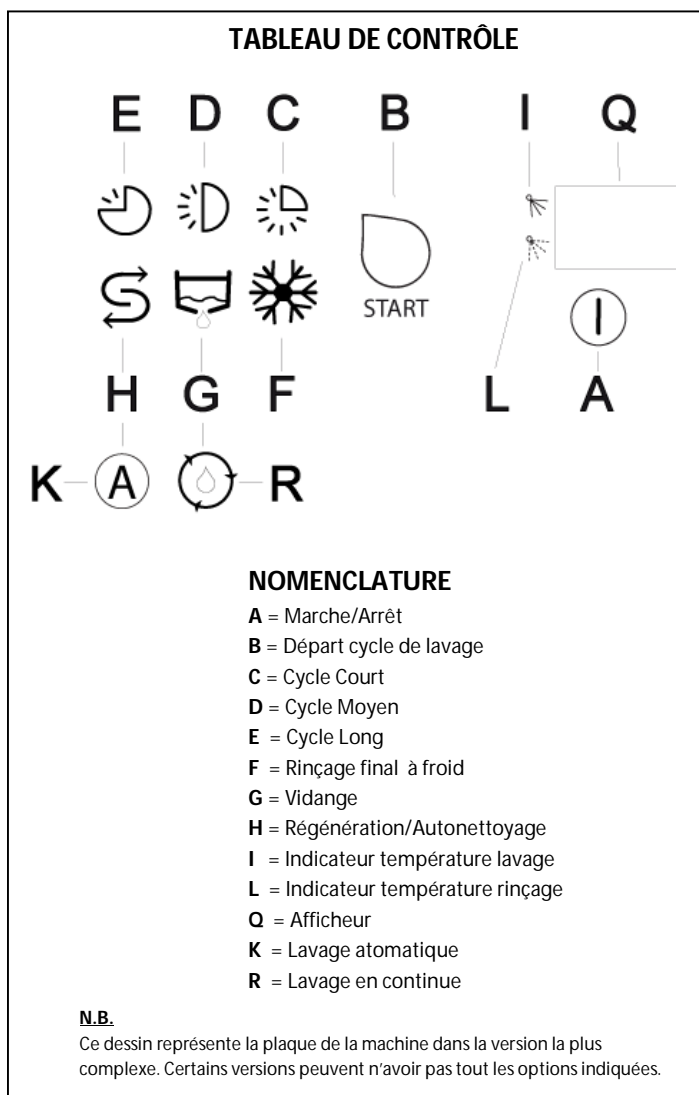 TABLEAU DE CONTRÔLE
E D C B I Q
START
H G F L A
K A R
NOMENCLATURE
A = Marche/Arrêt
B = Départ cycle de lavage
C = Cycle Court
D = Cycle Moyen
E = Cycle Long
F = Rinçage final à froid
G = Vidange
H = Régénération/Autonettoyage
I = Indicateur température lavage
L = Indicateur température rinçage
Q = Afficheur
K = Lavage atomatique
R = Lavage en continue
N.B.
Ce dessin représente la plaque de la machine dans la version la plus
complexe. Certains versions peuvent n'avoir pas tout les options indiquées.